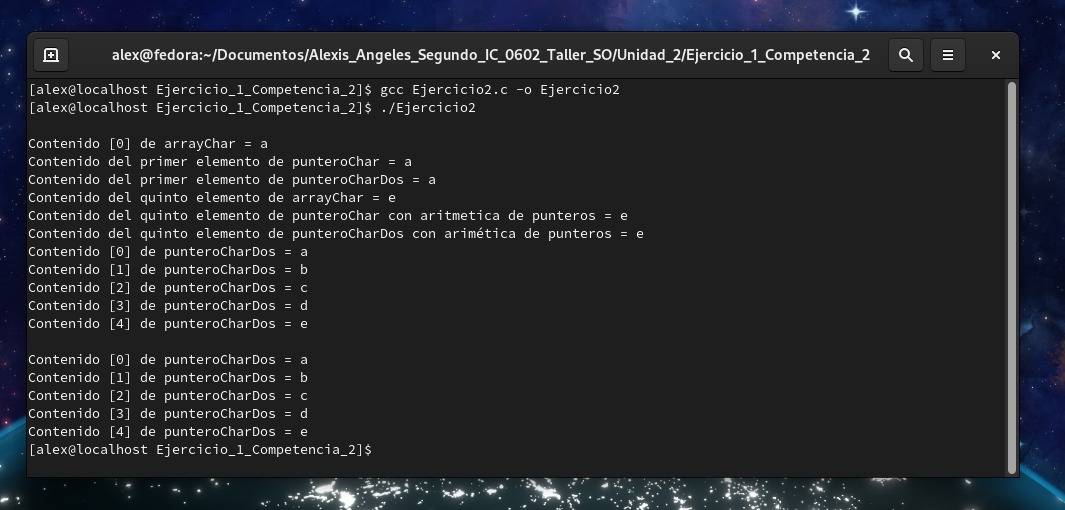 alex@fedora:~/Documentos/Alexis_Angeles_Segundo_IC_0602_Taller_SO/Unidad_2/Ejercicio_1_Competencia_2
[alex@localhost Ejercicio_1_Competencia_2]$ gcc Ejercicio2.c -o Ejercicio2
[alex@localhost Ejercicio_1_Competencia_2]$ ./Ejercicio2
Contenido [0] de arrayChar = a
Contenido del primer elemento de punteroChar = a
Contenido del primer elemento de punteroCharDos = a
Contenido del quinto elemento de arrayChar = e
Contenido del quinto elemento de punteroChar con aritmetica de punteros = e
Contenido del quinto elemento de punteroCharDos con arimética de punteros = e
Contenido [0] de punteroCharDos = a
Contenido [1] de punteroCharDos = b
Contenido [2] de punteroCharDos = c
Contenido [3] de punteroCharDos = d
Contenido [4] de punteroCharDos = e
Contenido [0] de punteroCharDos = a
Contenido [1] de punteroCharDos = b
Contenido [2] de punteroCharDos = c
Contenido [3] de punteroCharDos = d
Contenido [4] de punteroCharDos = e
[alex@localhost Ejercicio_1_Competencia_2]$